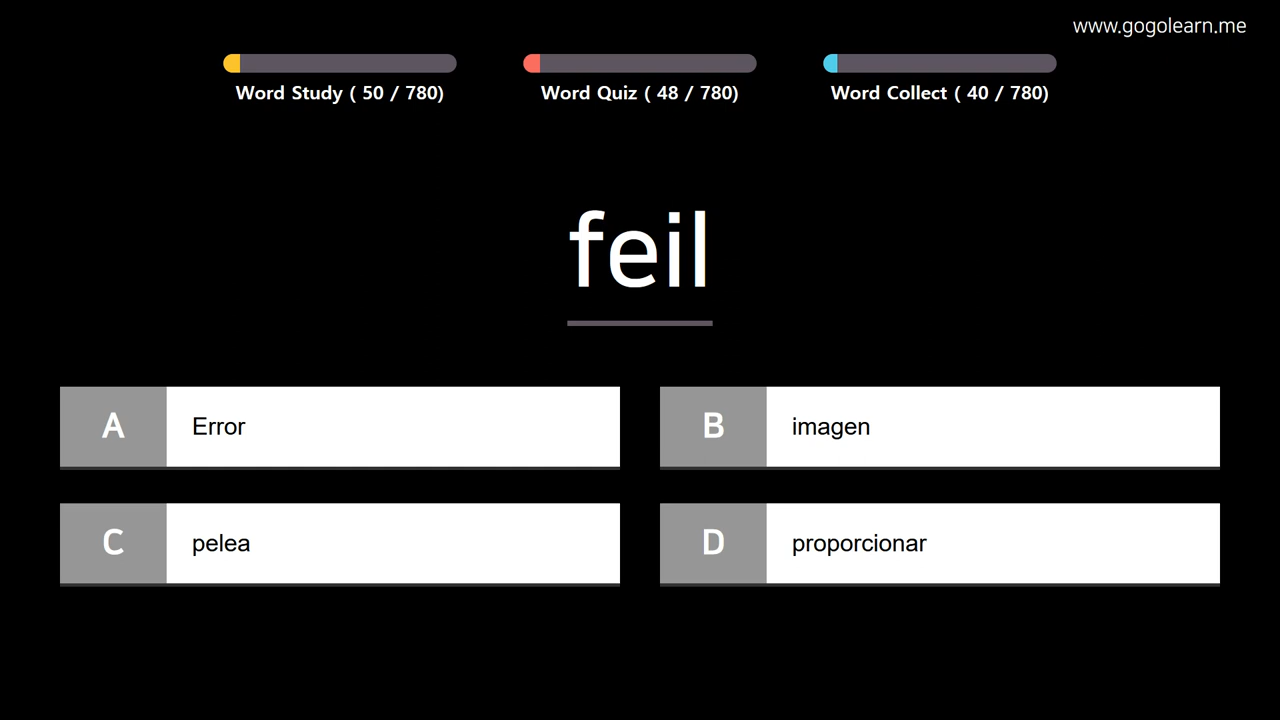 www.gogolearn.me
Word Study ( 50 / 780)
Word Quiz ( 48 / 780)
Word Collect ( 40 / 780)
feil
A Error
B imagen
C pelea
D proporcionar